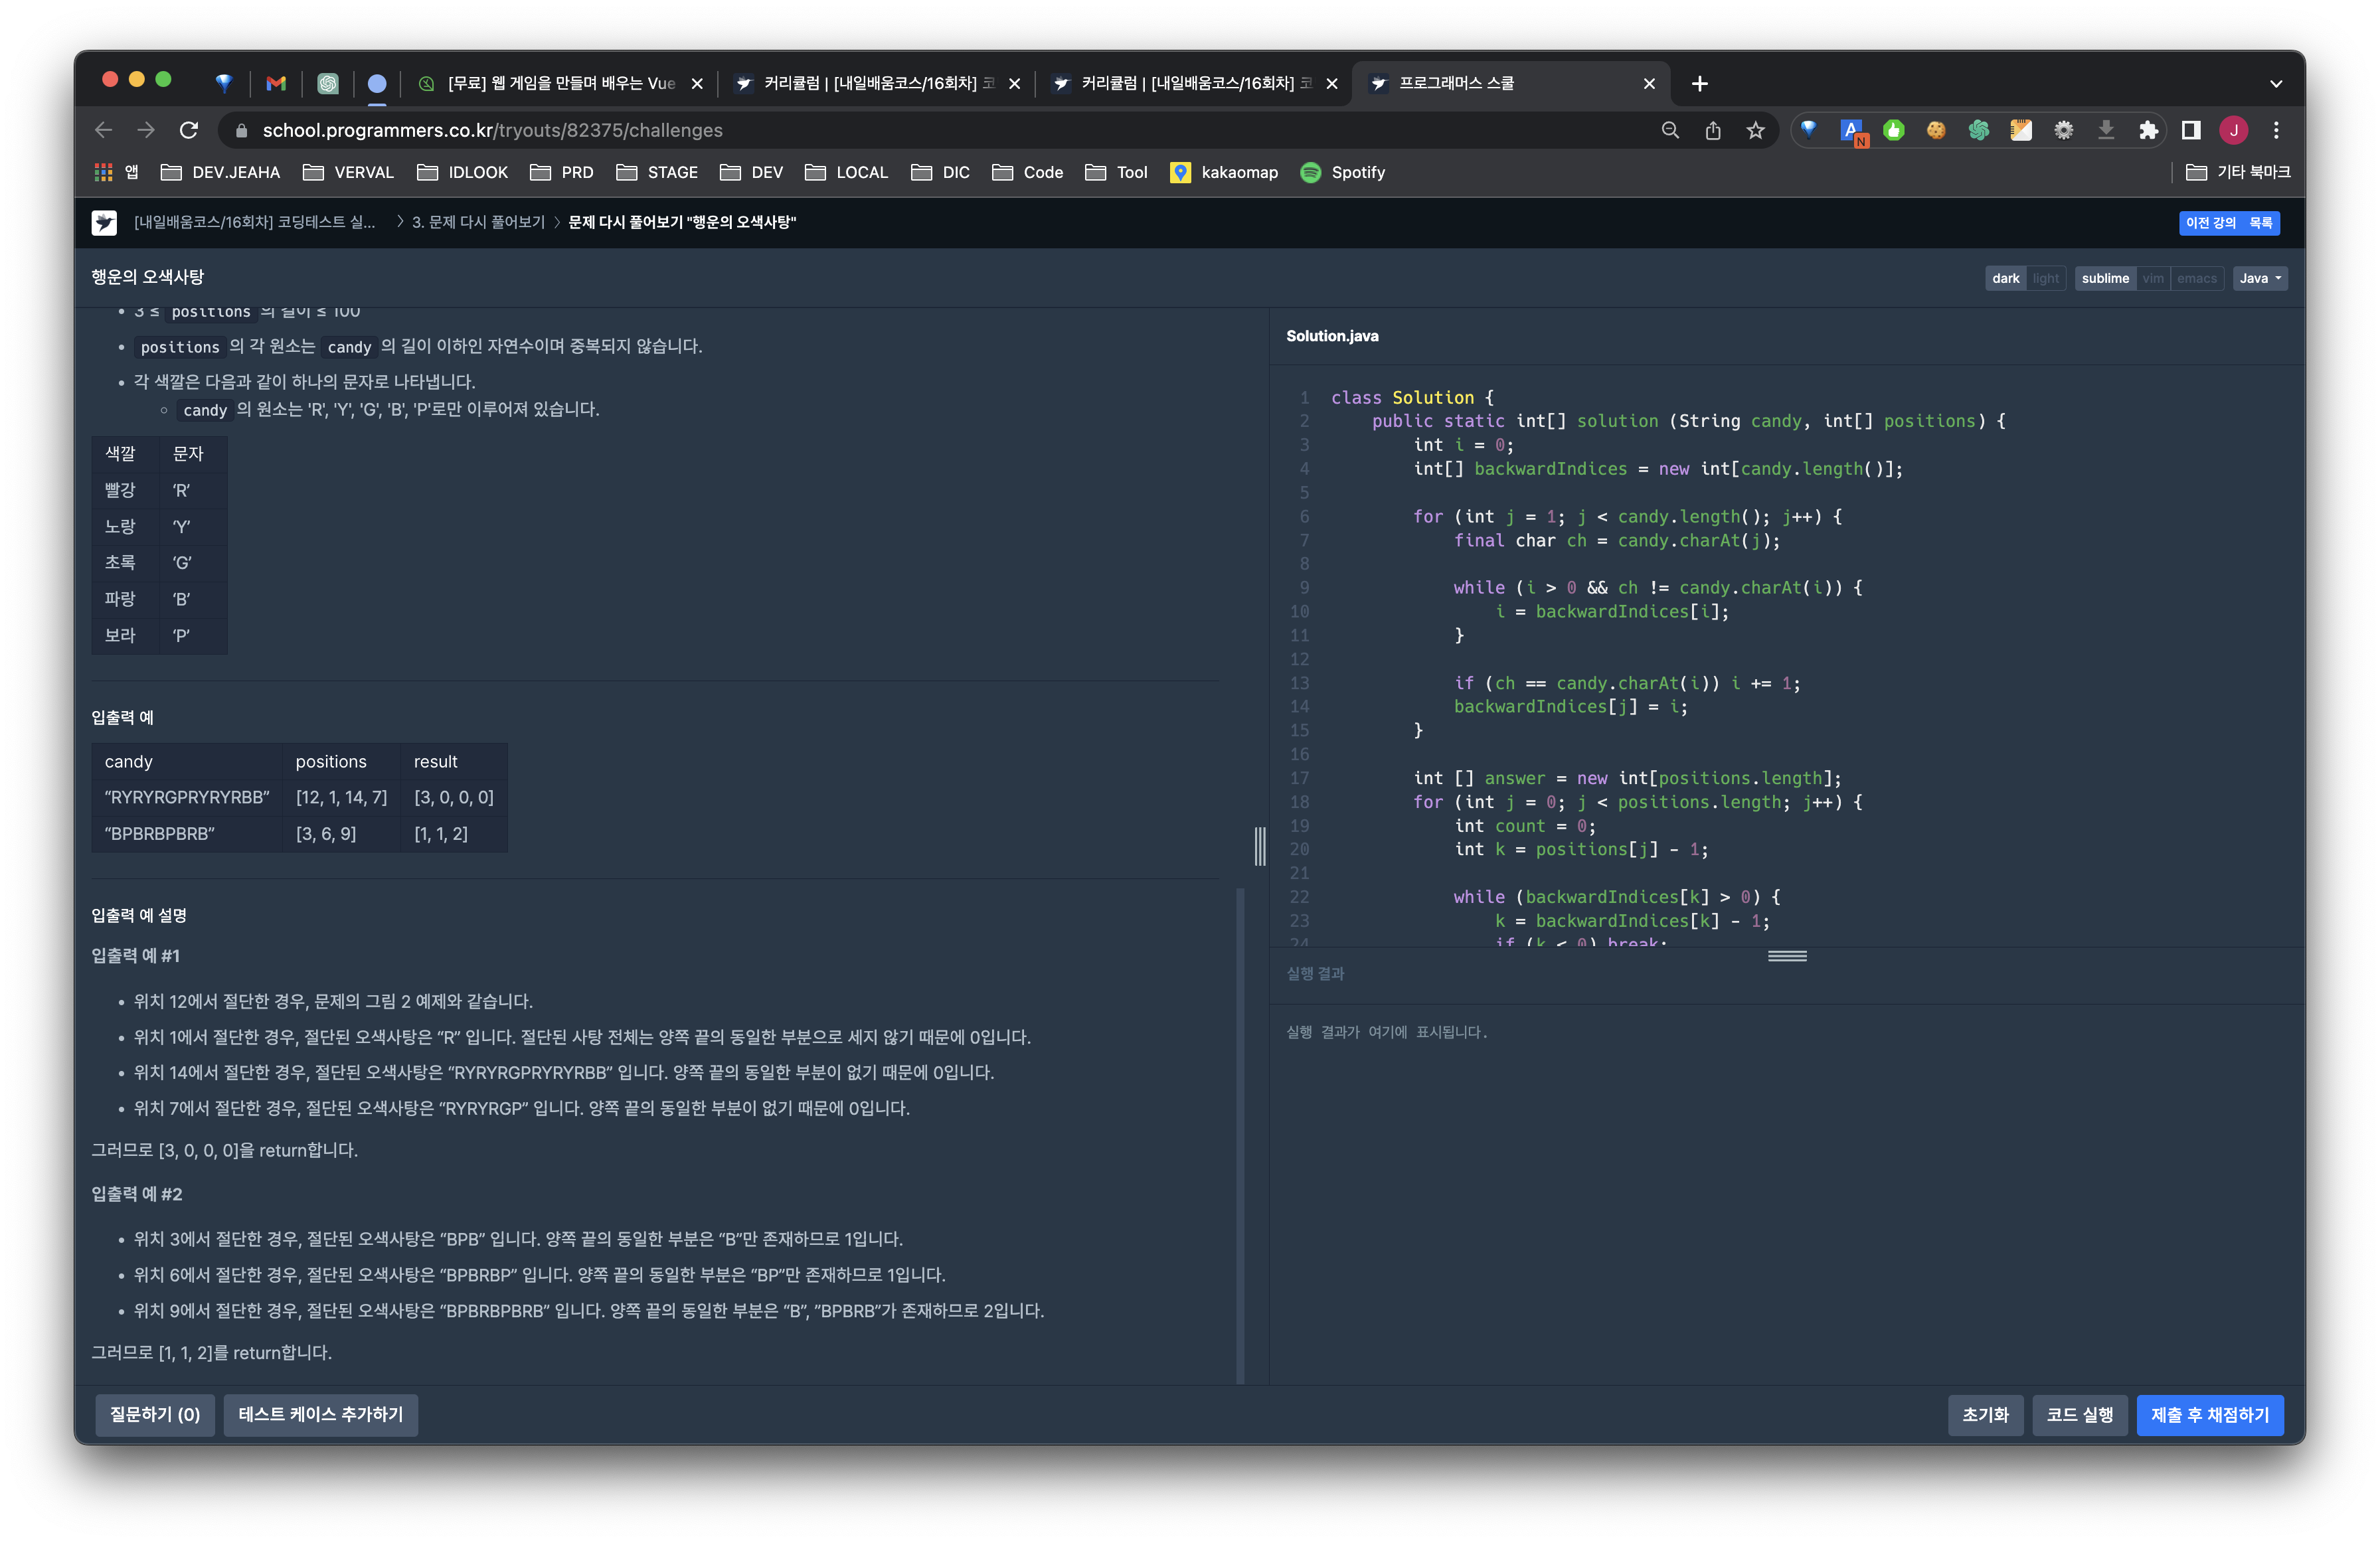 [무료] 웹 게임을 만들며 배우는 Vue
커리큘럼 | [내일배움코스/16회차] 코
커리큘럼 | [내일배움코스/16회차] 코
프로그래머스 스쿨
school.programmers.co.kr/tryouts/82375/challenges
A N J
앱 DEV.JEAHA VERVAL IDLOOK PRD STAGE DEV LOCAL DIC Code Tool kakaomap Spotify 기타 북마크
[내일배움코스/16회차] 코딩테스트 실... > 3. 문제 다시 풀어보기 > 문제 다시 풀어보기 "행운의 오색사탕"
이전 강의 목록
행운의 오색사탕
dark light sublime vim emacs Java
• 3 ≤ positions 의 길이 ≤ 100
• positions 의 각 원소는 candy 의 길이 이하인 자연수이며 중복되지 않습니다.
• 각 색깔은 다음과 같이 하나의 문자로 나타냅니다.
◦ candy 의 원소는 'R', 'Y', 'G', 'B', 'P'로만 이루어져 있습니다.
색깔 문자
빨강 ‘R’
노랑 ‘Y’
초록 ‘G’
파랑 ‘B’
보라 ‘P’
입출력 예
candy positions result
“RYRYRGPRYRYRBB” [12, 1, 14, 7] [3, 0, 0, 0]
“BPBRBPBRB” [3, 6, 9] [1, 1, 2]
입출력 예 설명
입출력 예 #1
• 위치 12에서 절단한 경우, 문제의 그림 2 예제와 같습니다.
• 위치 1에서 절단한 경우, 절단된 오색사탕은 “R” 입니다. 절단된 사탕 전체는 양쪽 끝의 동일한 부분으로 세지 않기 때문에 0입니다.
• 위치 14에서 절단한 경우, 절단된 오색사탕은 “RYRYRGPRYRYRBB” 입니다. 양쪽 끝의 동일한 부분이 없기 때문에 0입니다.
• 위치 7에서 절단한 경우, 절단된 오색사탕은 “RYRYRGP” 입니다. 양쪽 끝의 동일한 부분이 없기 때문에 0입니다.
그러므로 [3, 0, 0, 0]을 return합니다.
입출력 예 #2
• 위치 3에서 절단한 경우, 절단된 오색사탕은 “BPB” 입니다. 양쪽 끝의 동일한 부분은 “B”만 존재하므로 1입니다.
• 위치 6에서 절단한 경우, 절단된 오색사탕은 “BPBRBP” 입니다. 양쪽 끝의 동일한 부분은 “BP”만 존재하므로 1입니다.
• 위치 9에서 절단한 경우, 절단된 오색사탕은 “BPBRBPBRB” 입니다. 양쪽 끝의 동일한 부분은 “B”, “BPBRB”가 존재하므로 2입니다.
그러므로 [1, 1, 2]를 return합니다.
Solution.java
1 class Solution {
2 public static int[] solution (String candy, int[] positions) {
3 int i = 0;
4 int[] backwardIndices = new int[candy.length()];
5
6 for (int j = 1; j < candy.length(); j++) {
7 final char ch = candy.charAt(j);
8
9 while (i > 0 && ch != candy.charAt(i)) {
10 i = backwardIndices[i];
11 }
12
13 if (ch == candy.charAt(i)) i += 1;
14 backwardIndices[j] = i;
15 }
16
17 int [] answer = new int[positions.length];
18 for (int j = 0; j < positions.length; j++) {
19 int count = 0;
20 int k = positions[j] - 1;
21
22 while (backwardIndices[k] > 0) {
23 k = backwardIndices[k] - 1;
24 if (k < 0) break;
실행 결과
실행 결과가 여기에 표시됩니다.
질문하기 (0) 테스트 케이스 추가하기
초기화 코드 실행 제출 후 채점하기